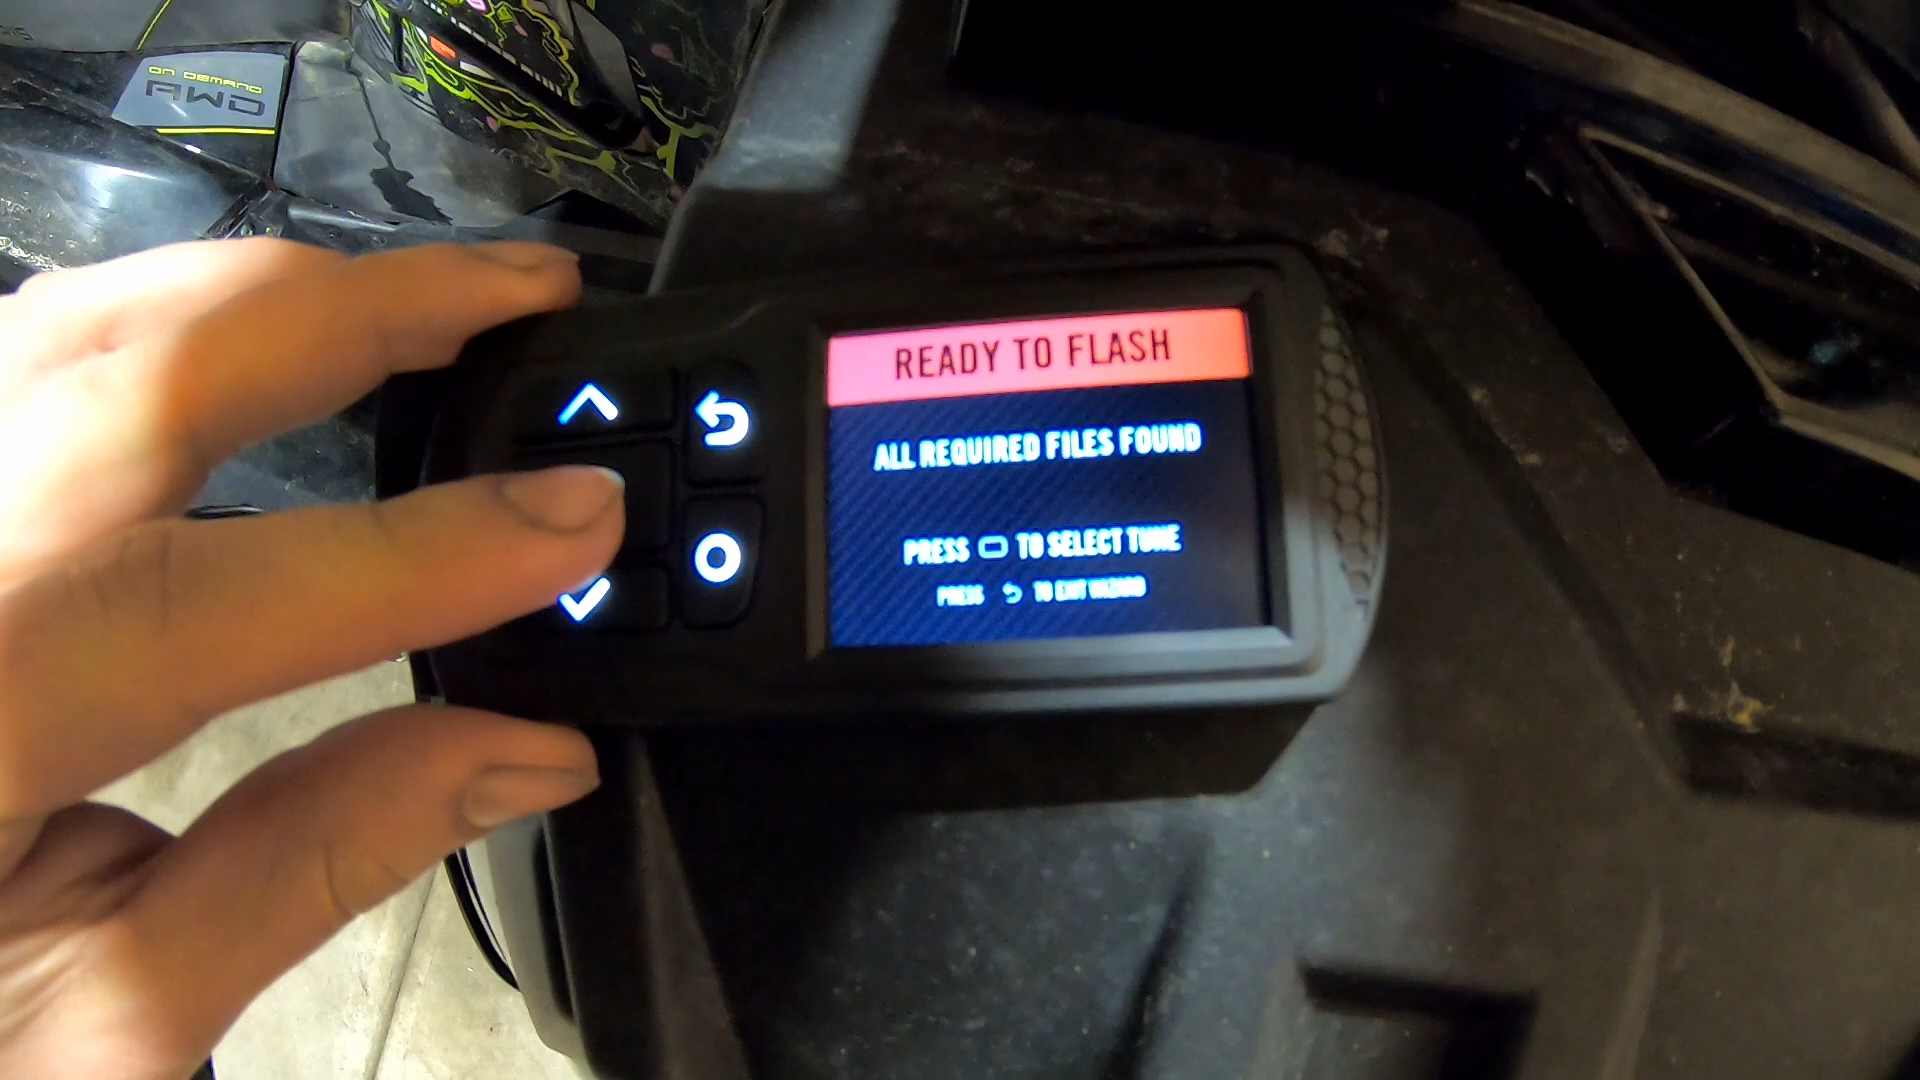 ON DEMAND
AWD
READY TO FLASH
ALL REQUIRED FILES FOUND
PRESS TO SELECT TUNE
PRESS TO EXIT WIZARD